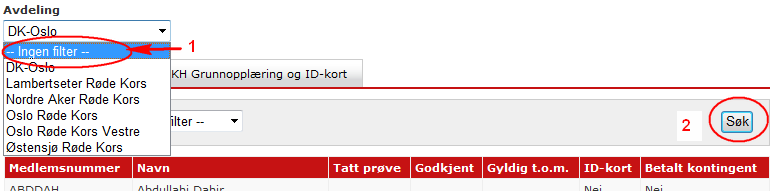 Avdeling
DK-Oslo
-- Ingen filter -- 1
DK-Oslo
Lambertseter Røde Kors KH Grunnopplæring og ID-kort
Nordre Aker Røde Kors
Oslo Røde Kors filter -- 2 Søk
Oslo Røde Kors Vestre
Østensjø Røde Kors
Medlemsnummer Navn Tatt prøve Godkjent Gyldig t.o.m. ID-kort Betalt kontingent
ABDDAH Abdullahi Dahir Nei Nei